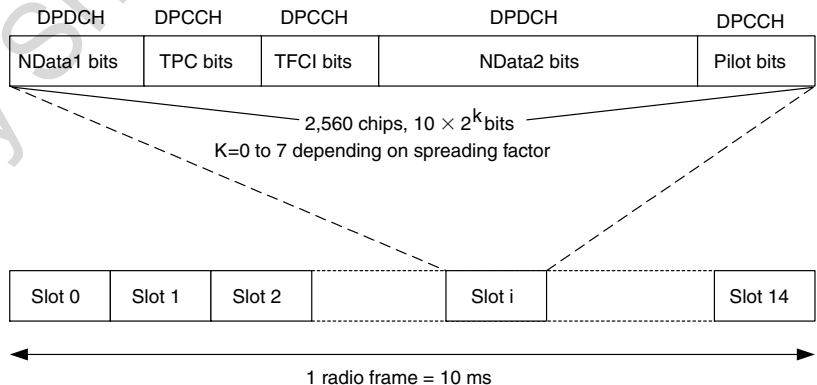 DPDCH DPCCH DPCCH DPDCH DPCCH
NData1 bits TPC bits TFCI bits NData2 bits Pilot bits
2,560 chips, 10 × 2^k bits
K=0 to 7 depending on spreading factor
Slot 0 Slot 1 Slot 2 Slot i Slot 14
1 radio frame = 10 ms